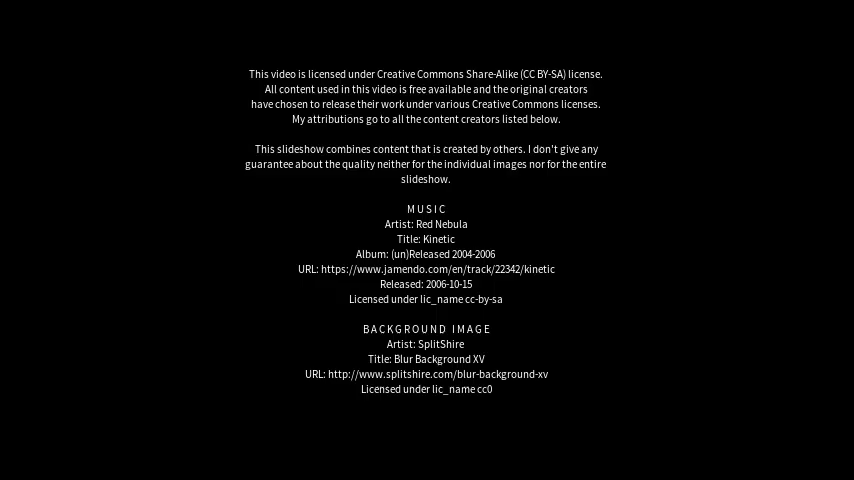 This video is licensed under Creative Commons Share-Alike (CC BY-SA) license.
All content used in this video is free available and the original creators
have chosen to release their work under various Creative Commons licenses.
My attributions go to all the content creators listed below.
This slideshow combines content that is created by others. I don't give any
guarantee about the quality neither for the individual images nor for the entire
slideshow.
MUSIC
Artist: Red Nebula
Title: Kinetic
Album: (un)Released 2004-2006
URL: https://www.jamendo.com/en/track/22342/kinetic
Released: 2006-10-15
Licensed under lic_name cc-by-sa
BACKGROUND IMAGE
Artist: SplitShire
Title: Blur Background XV
URL: http://www.splitshire.com/blur-background-xv
Licensed under lic_name cc0